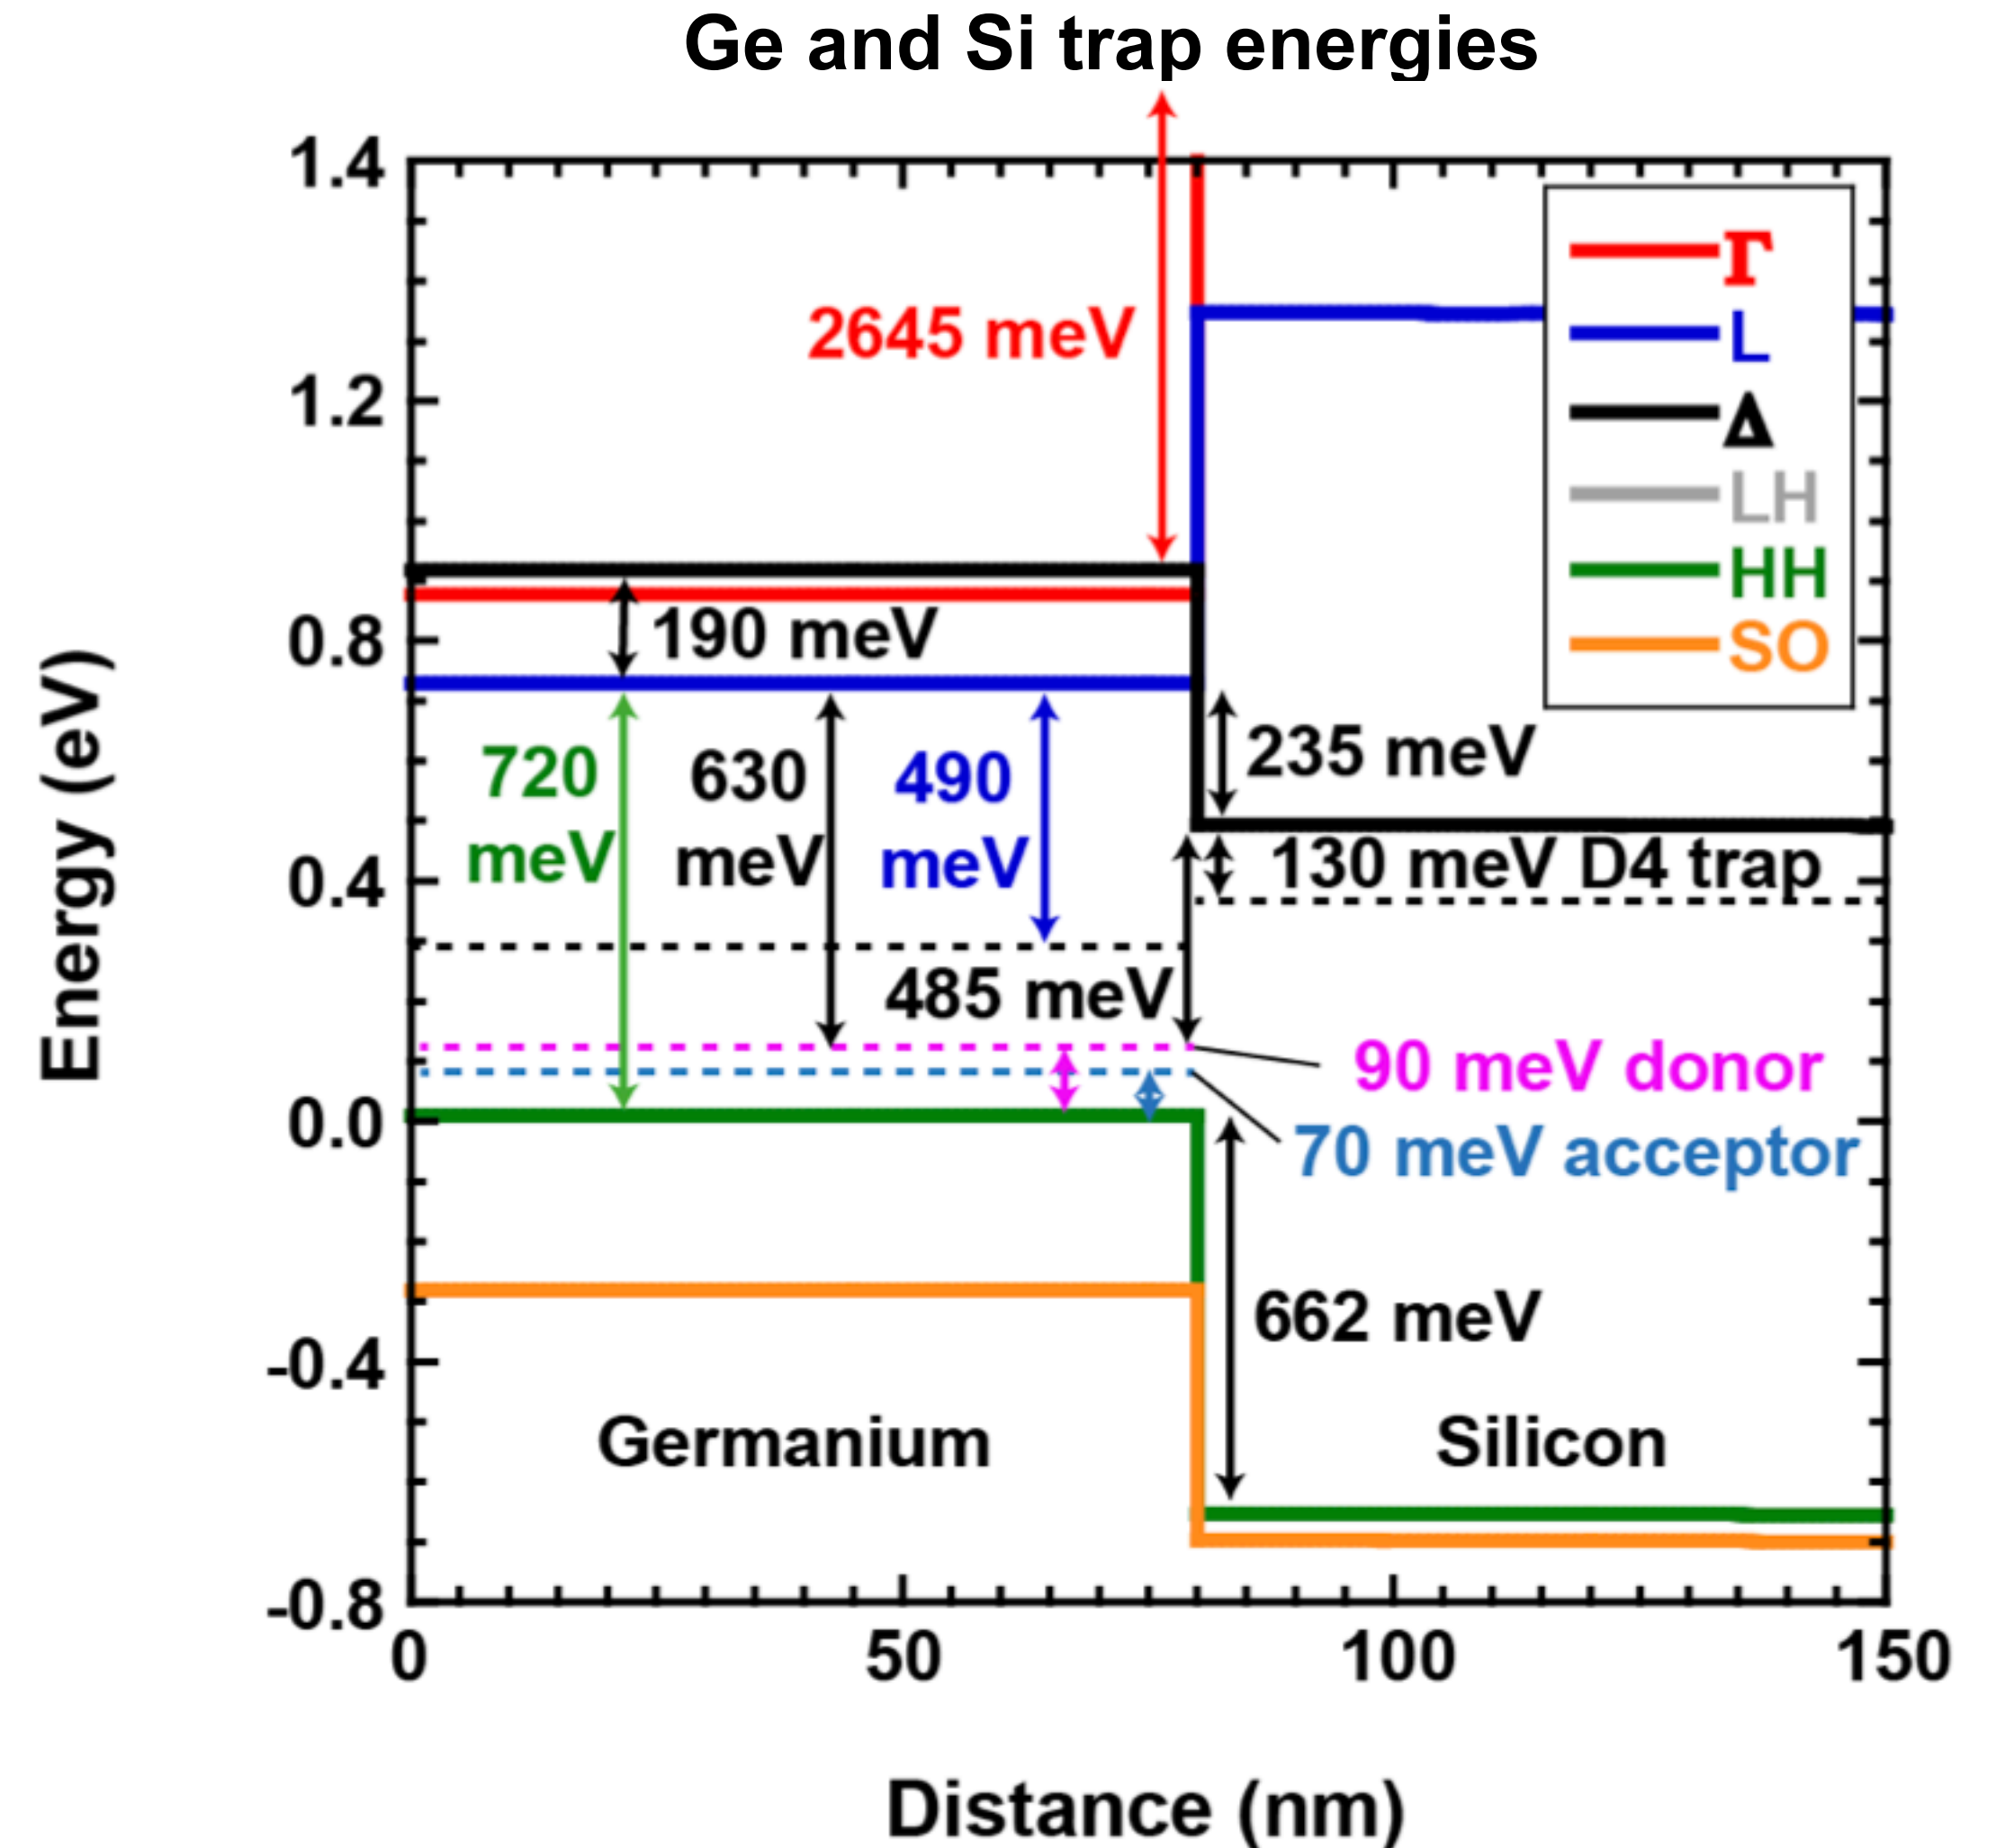 Ge and Si trap energies
1.4
1.2
0.8
0.4
0.0
-0.4
-0.8
Energy (eV)
2645 meV
Γ
L
Δ
LH
HH
SO
190 meV
720
meV
630
meV
490
meV
235 meV
130 meV D4 trap
485 meV
90 meV donor
70 meV acceptor
662 meV
Germanium
Silicon
0
50
100
150
Distance (nm)